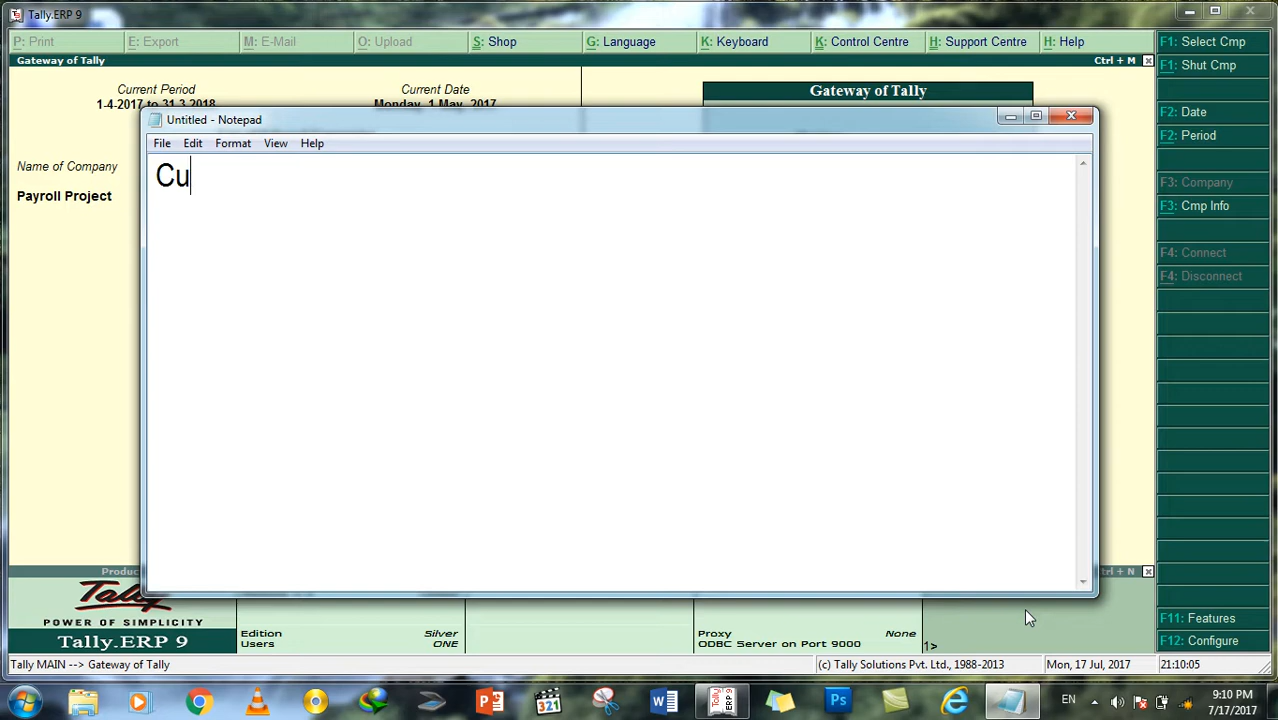 Tally.ERP 9
P: Print
E: Export
M: E-Mail
O: Upload
S: Shop
G: Language
K: Keyboard
K: Control Centre
H: Support Centre
H: Help
F1: Select Cmp
F1: Shut Cmp
F2: Date
F2: Period
F3: Company
F3: Cmp Info
F4: Connect
F4: Disconnect
F11: Features
F12: Configure
Gateway of Tally
Ctrl + M
Current Period
1-4-2017 to 31-3-2018
Current Date
Monday, 1 May, 2017
Gateway of Tally
Name of Company
Payroll Project
Untitled - Notepad
File Edit Format View Help
Cu
Produc
ctrl + N
Tally
POWER OF SIMPLICITY
Tally.ERP 9
Edition Silver
Users ONE
Proxy None
ODBC Server on Port 9000
1>
Tally MAIN --> Gateway of Tally
(c) Tally Solutions Pvt. Ltd., 1988-2013
Mon, 17 Jul, 2017
21:10:05
EN
9:10 PM
7/17/2017